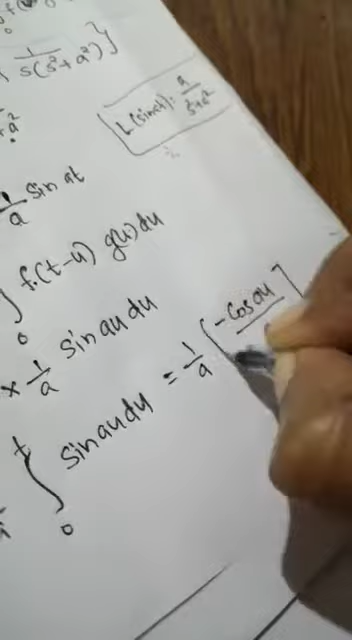 1/s(s²+a²)}
L(sinat) = a/s²+a²
1/a sin at
∫₀ f(t-u) g(u) du
x 1/a sin au du
∫₀ᵗ sin au du = 1/a [-cos au